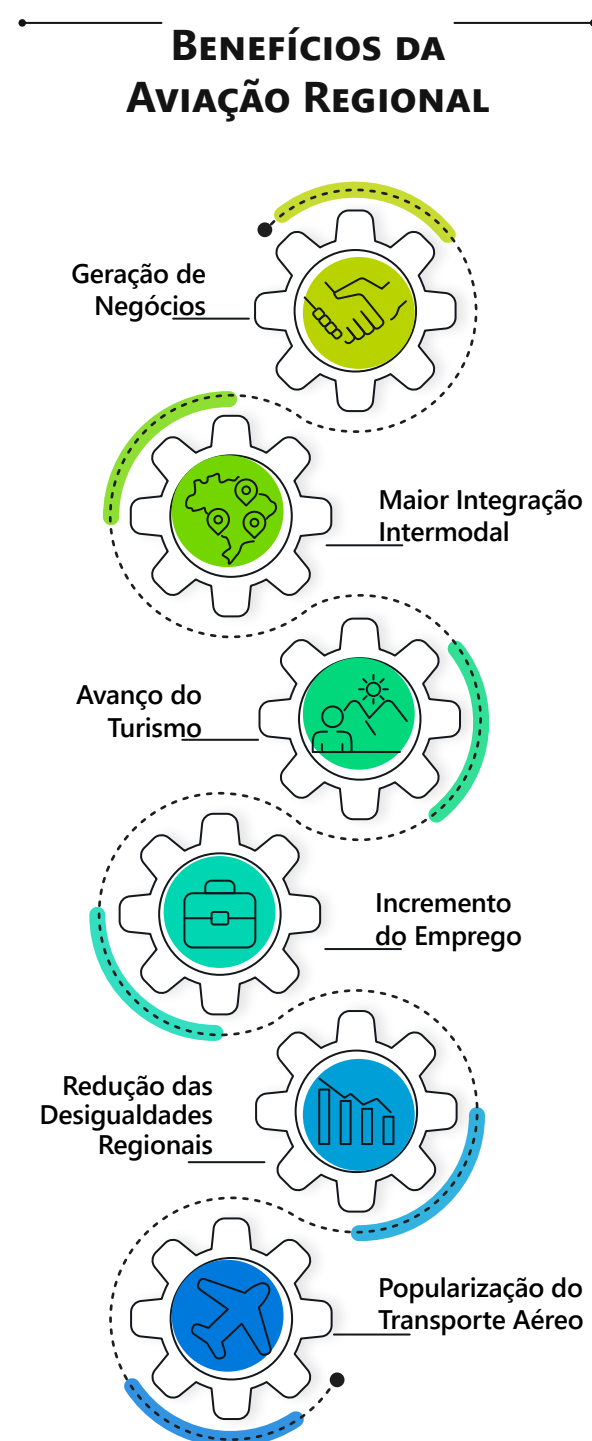 Benefícios da
Aviação Regional
Geração de
Negócios
Maior Integração
Intermodal
Avanço do
Turismo
Incremento
do Emprego
Redução das
Desigualdades
Regionais
Popularização do
Transporte Aéreo